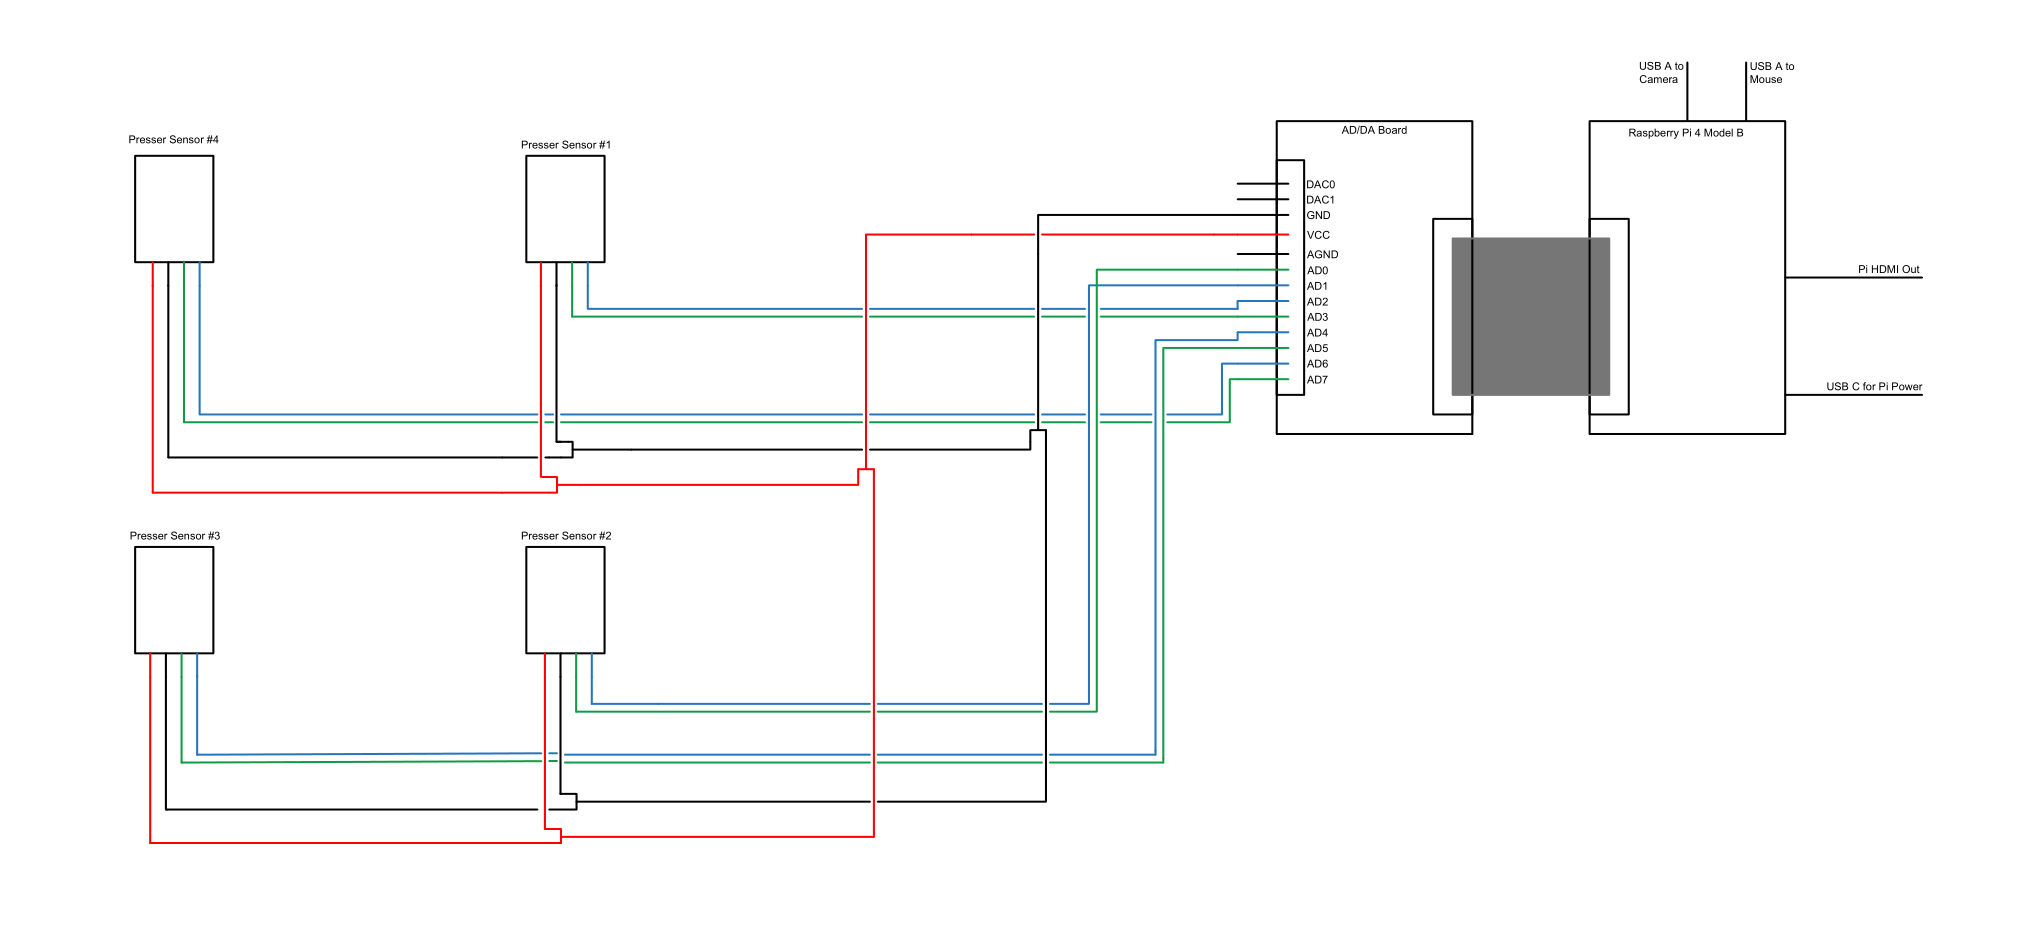 USB A to
Camera
USB A to
Mouse
Presser Sensor #4
Presser Sensor #1
AD/DA Board
Raspberry Pi 4 Model B
DAC0
DAC1
GND
VCC
AGND
AD0
AD1
AD2
AD3
AD4
AD5
AD6
AD7
Pi HDMI Out
USB C for Pi Power
Presser Sensor #3
Presser Sensor #2